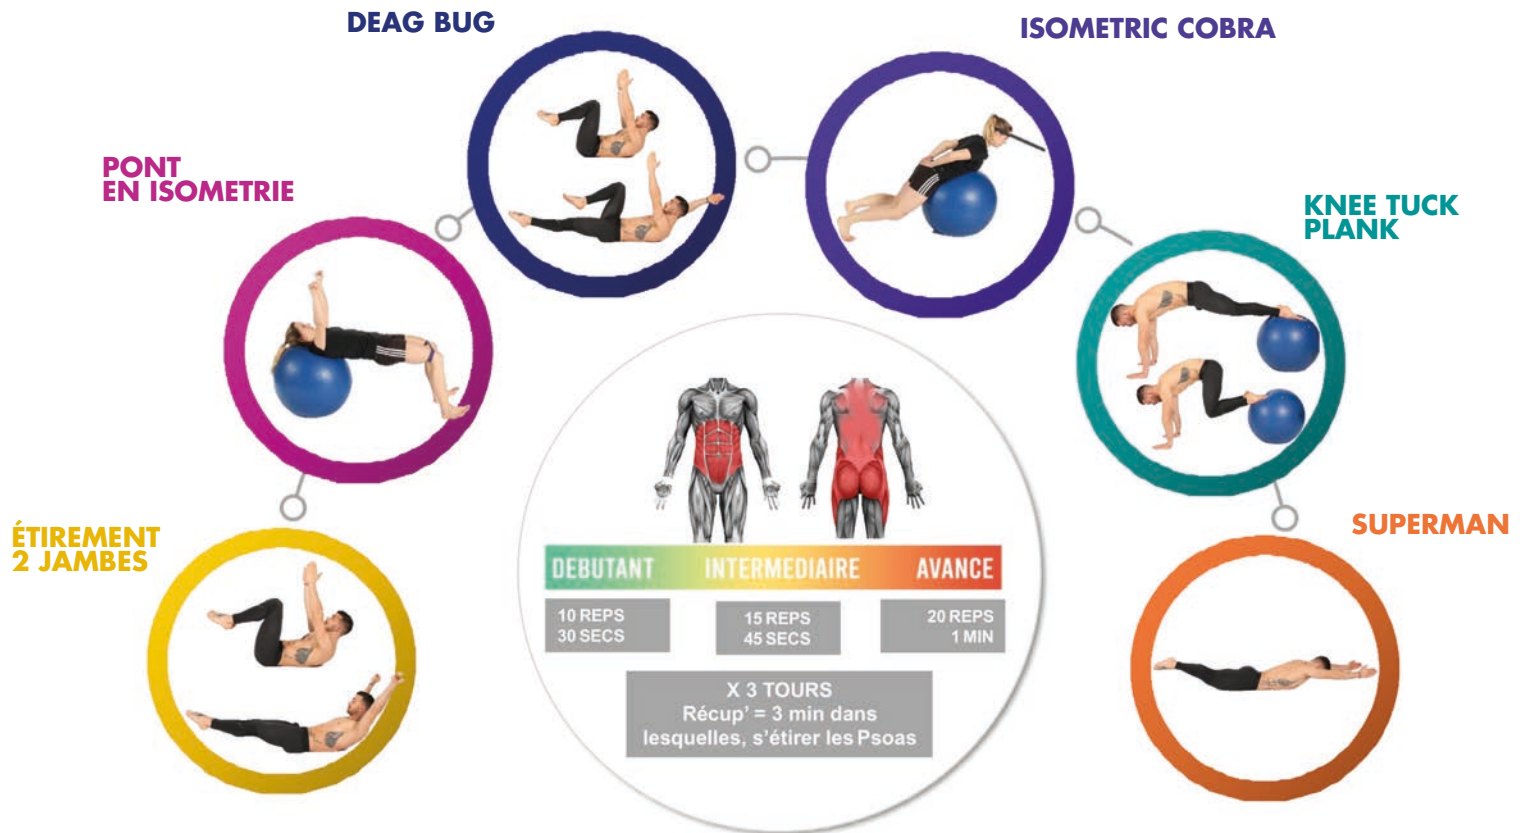 DEAG BUG
ISOMETRIC COBRA
PONT
EN ISOMETRIE
KNEE TUCK
PLANK
ÉTIREMENT
2 JAMBES
SUPERMAN
DEBUTANT
INTERMEDIAIRE
AVANCE
10 REPS
30 SECS
15 REPS
45 SECS
20 REPS
1 MIN
X 3 TOURS
Récup' = 3 min dans
lesquelles, s'étirer les Psoas